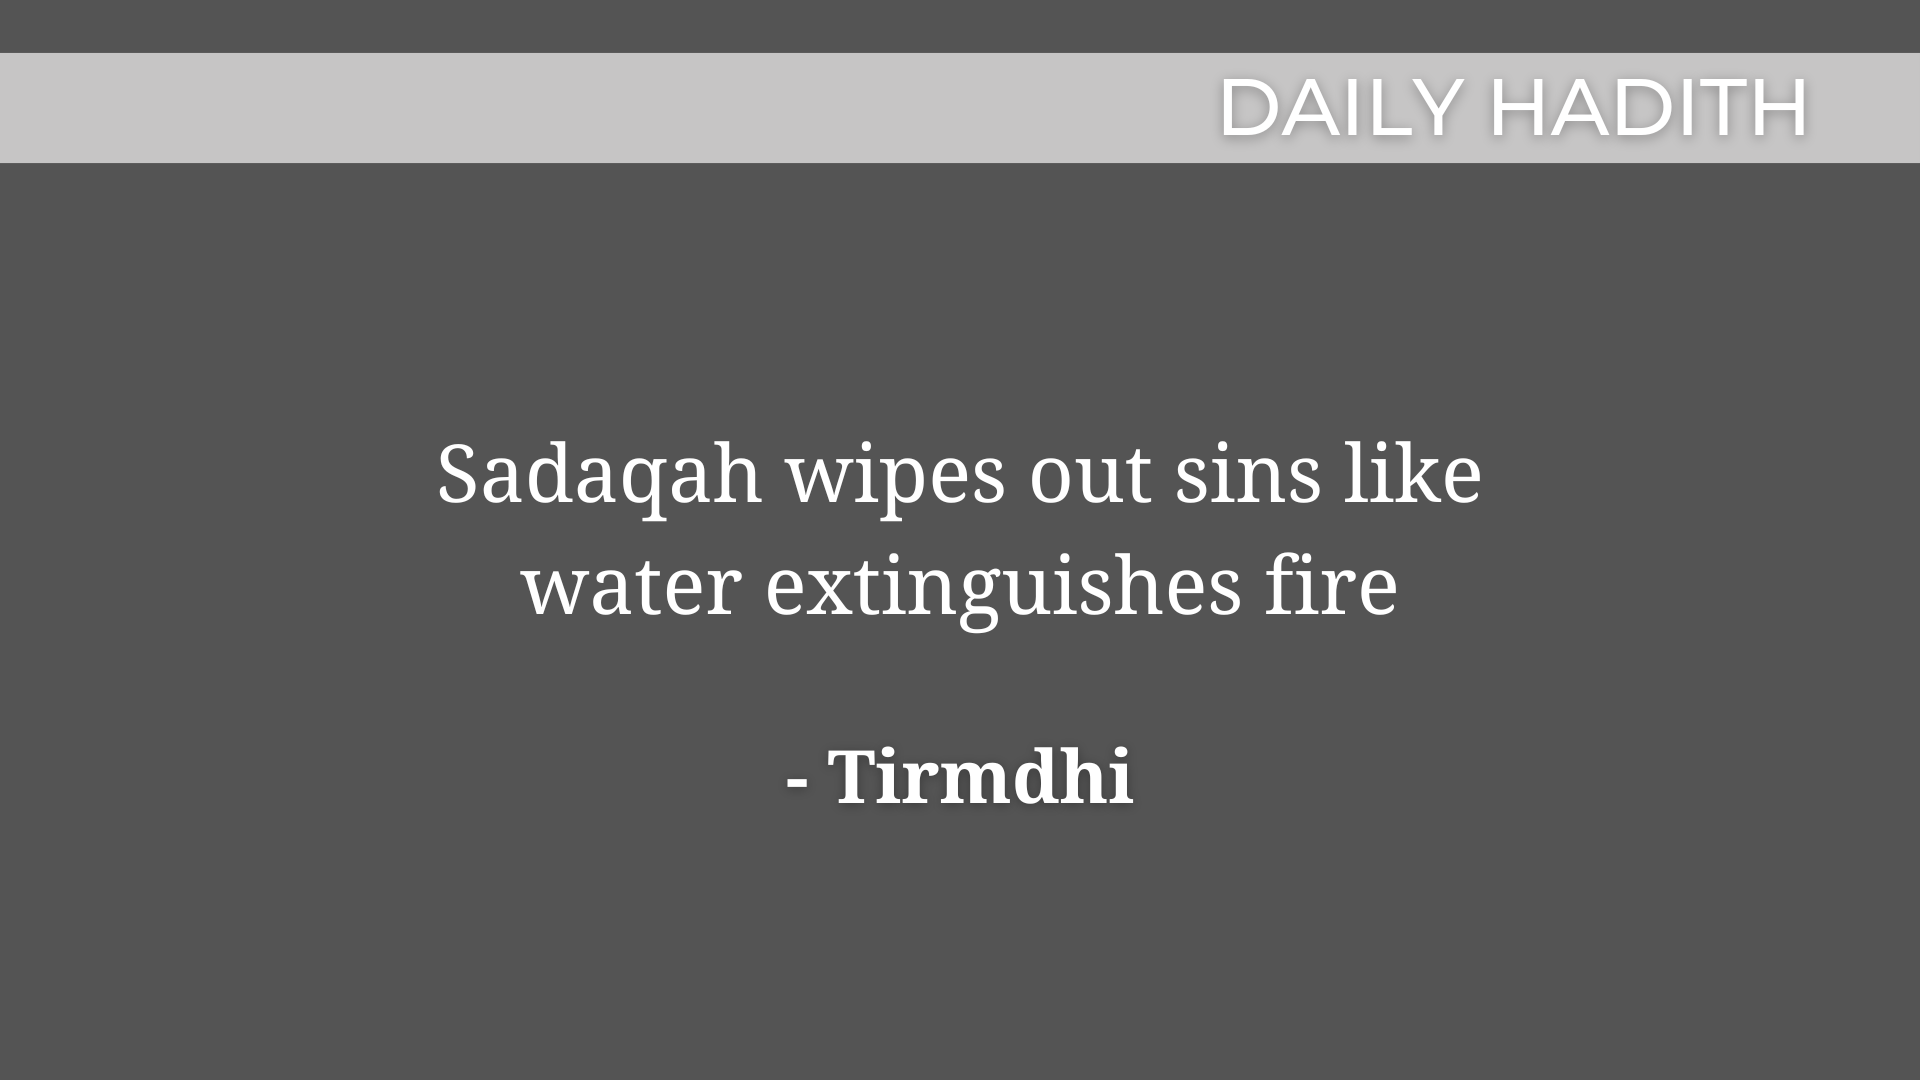 DAILY HADITH
Sadaqah wipes out sins like
water extinguishes fire
- Tirmdhi